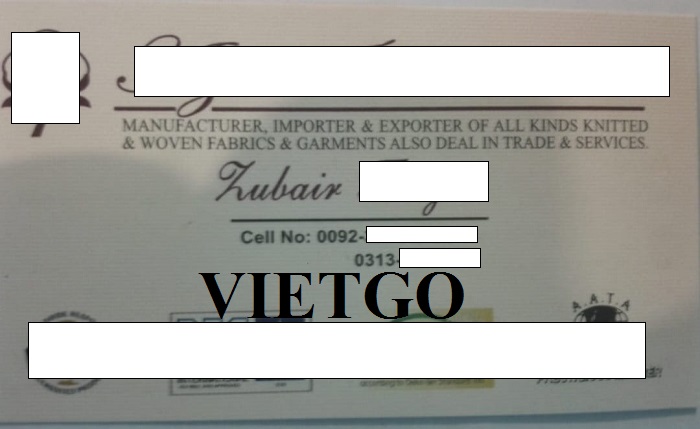 MANUFACTURER, IMPORTER & EXPORTER OF ALL KINDS KNITTED
& WOVEN FABRICS & GARMENTS ALSO DEAL IN TRADE & SERVICES.
Zubair
Cell No: 0092-
0313-
VIETGO
A.A.T.A